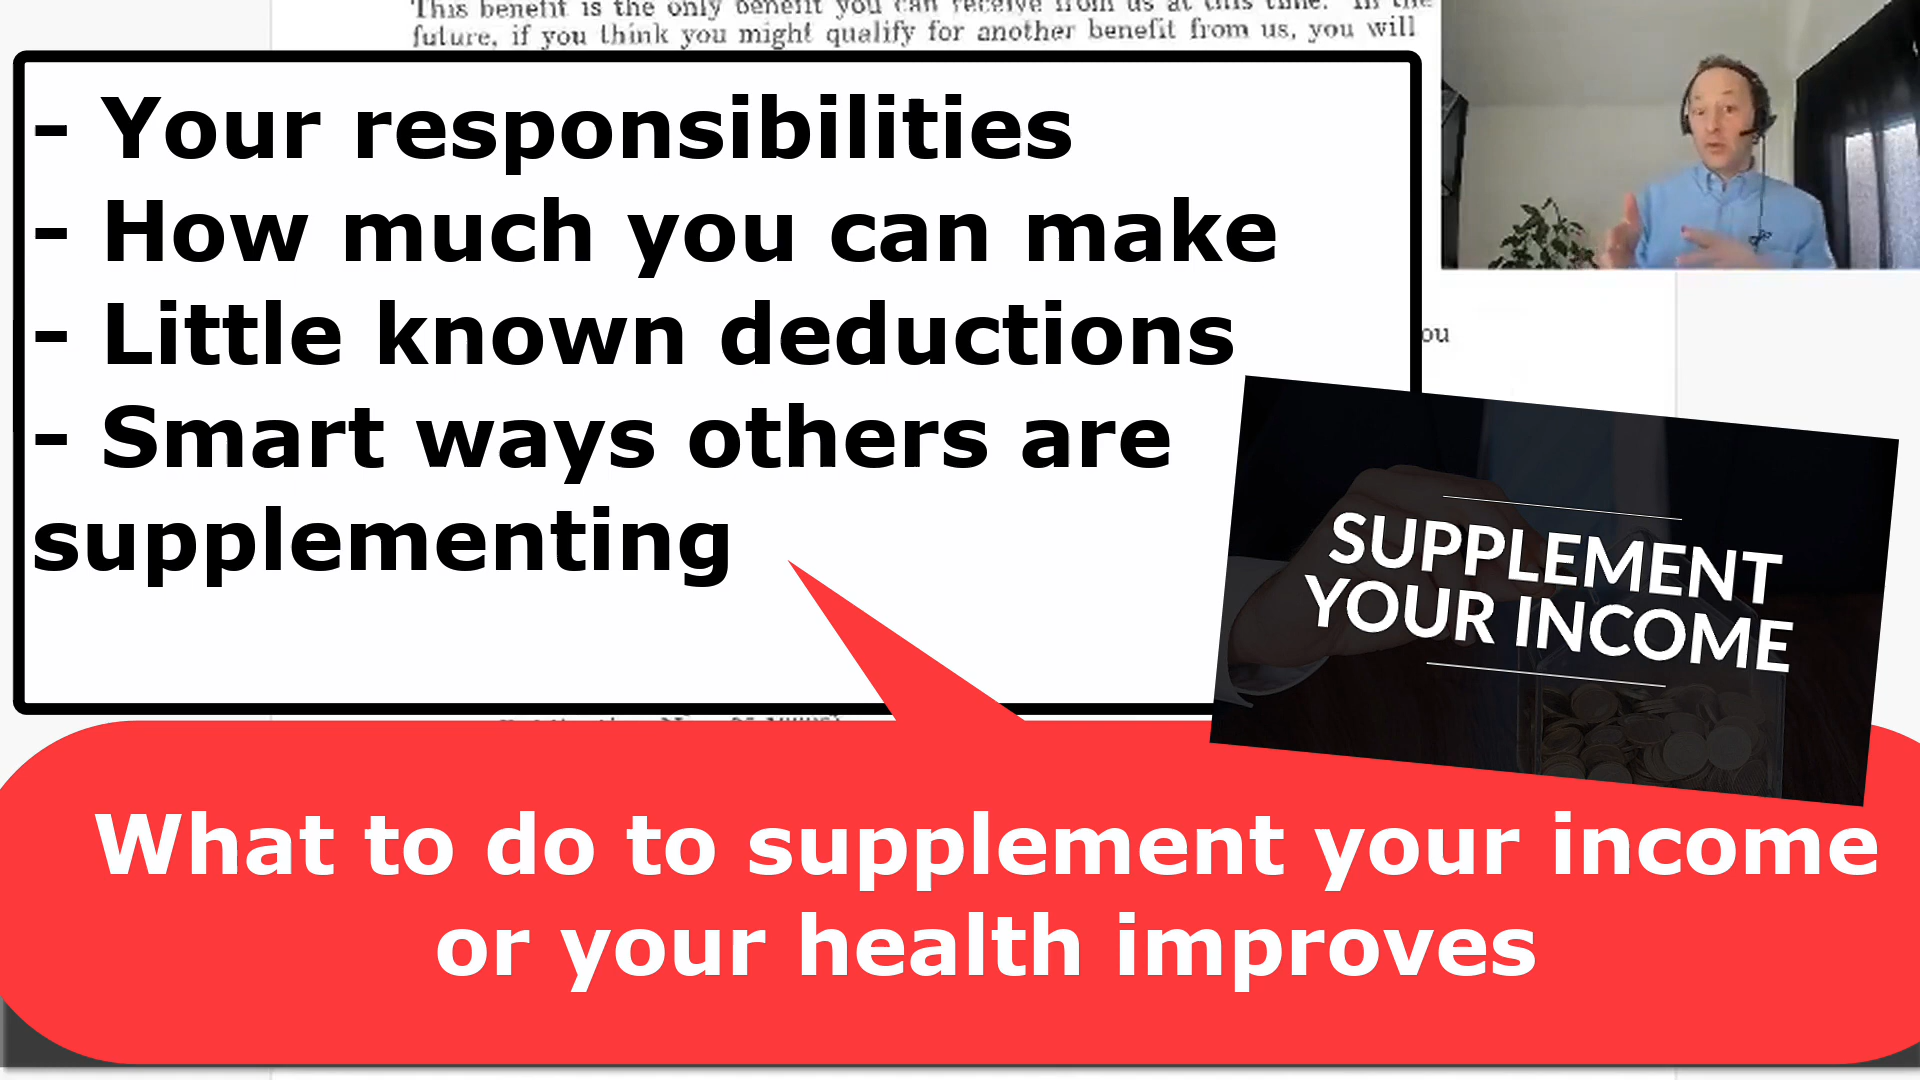 This benefit is the only benefit you can receive from us at this time. In the
future, if you think you might qualify for another benefit from us, you will
- Your responsibilities
- How much you can make
- Little known deductions
- Smart ways others are
supplementing
ou
SUPPLEMENT
YOUR INCOME
What to do to supplement your income
or your health improves